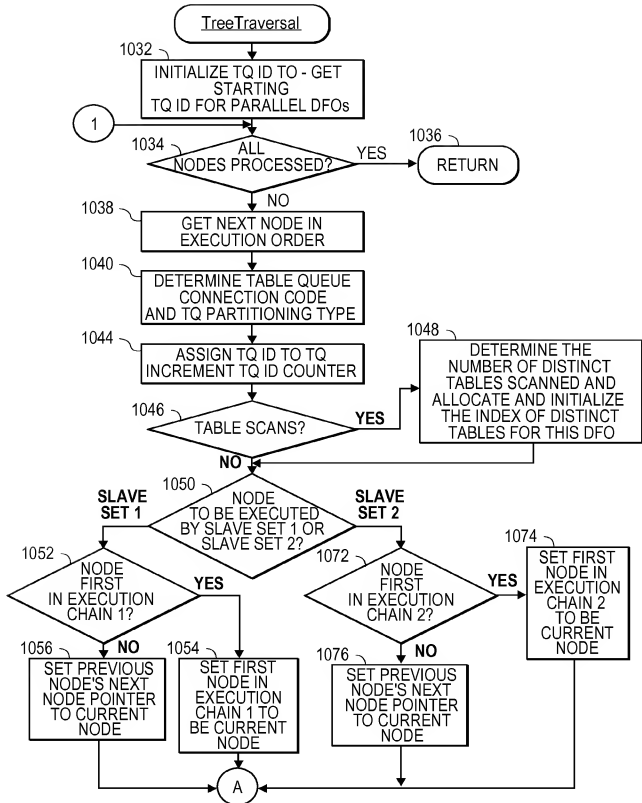 TreeTraversal
1032
INITIALIZE TQ ID TO - GET
STARTING
TQ ID FOR PARALLEL DFOs
1
1034
ALL
NODES PROCESSED?
YES
1036
RETURN
NO
1038
GET NEXT NODE IN
EXECUTION ORDER
1040
DETERMINE TABLE QUEUE
CONNECTION CODE
AND TQ PARTITIONING TYPE
1044
ASSIGN TQ ID TO TQ
INCREMENT TQ ID COUNTER
1046
TABLE SCANS?
YES
1048
DETERMINE THE
NUMBER OF DISTINCT
TABLES SCANNED AND
ALLOCATE AND INITIALIZE
THE INDEX OF DISTINCT
TABLES FOR THIS DFO
NO
1050
NODE
TO BE EXECUTED
BY SLAVE SET 1 OR
SLAVE SET 2?
SLAVE
SET 1
SLAVE
SET 2
1052
NODE
FIRST
IN EXECUTION
CHAIN 1?
YES
NO
1056
SET PREVIOUS
NODE'S NEXT
NODE POINTER
TO CURRENT
NODE
1054
SET FIRST
NODE IN
EXECUTION
CHAIN 1 TO
BE CURRENT
NODE
1072
NODE
FIRST
IN EXECUTION
CHAIN 2?
YES
NO
1074
SET FIRST
NODE IN
EXECUTION
CHAIN 2
TO BE
CURRENT
NODE
1076
SET PREVIOUS
NODE'S NEXT
NODE POINTER
TO CURRENT
NODE
A